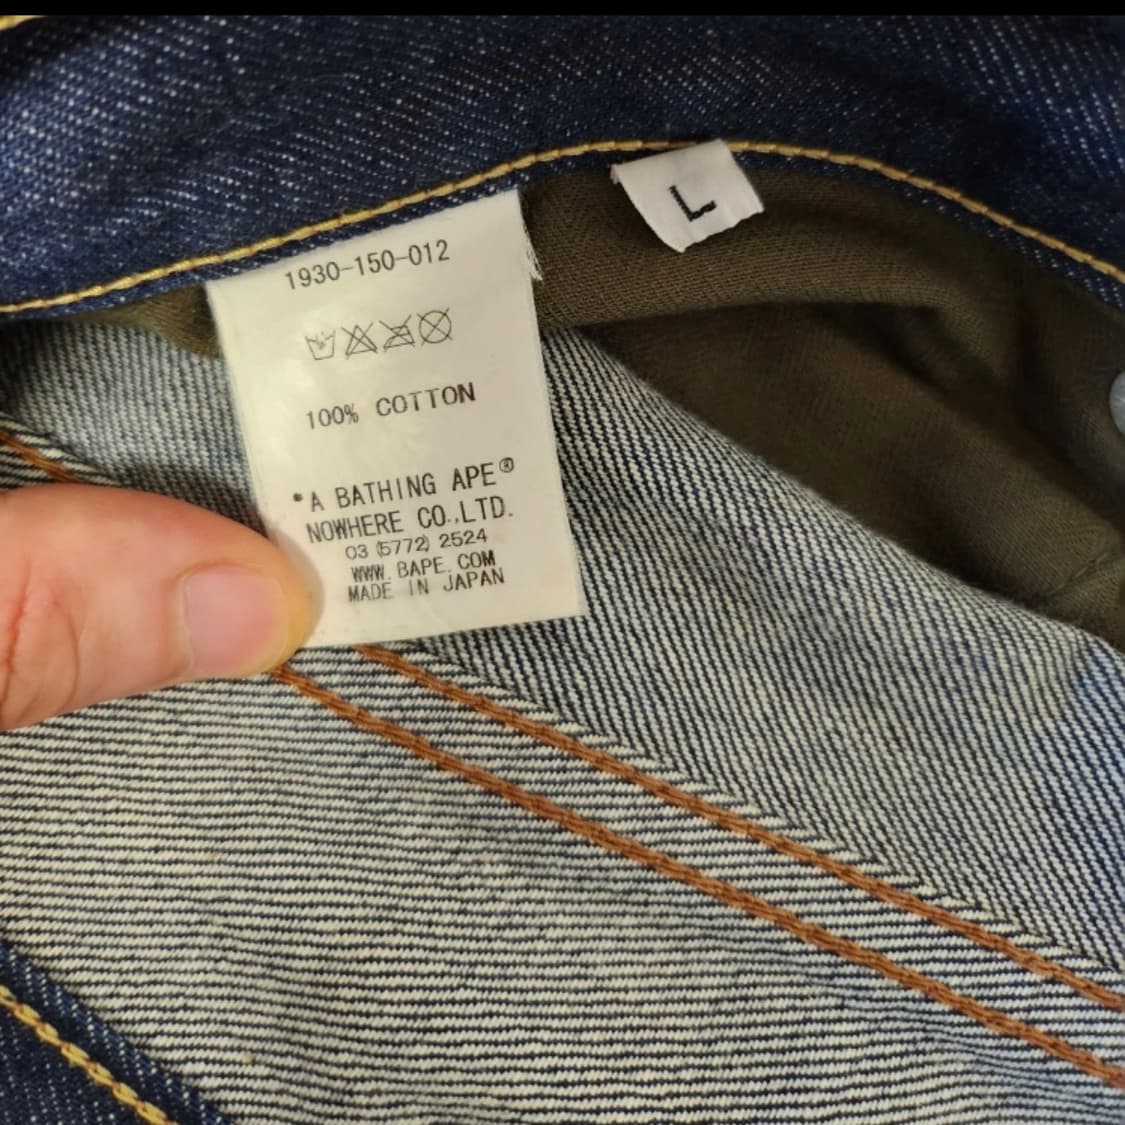 L
1930-150-012
100% COTTON
"A BATHING APE®
NOWHERE CO.,LTD.
03 (5772) 2524
WWW.BAPE.COM
MADE IN JAPAN